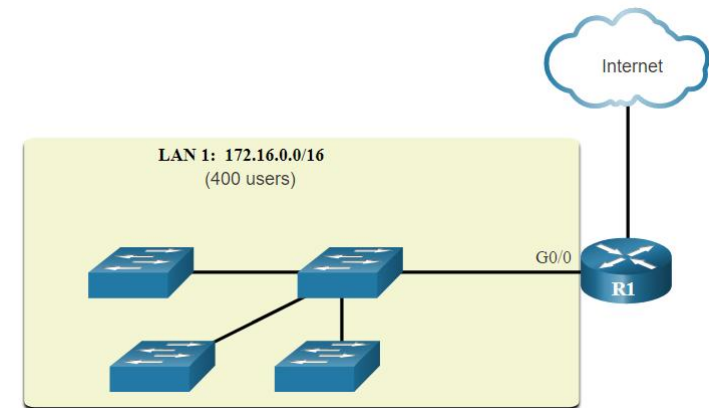 Internet
LAN 1: 172.16.0.0/16
(400 users)
G0/0
R1